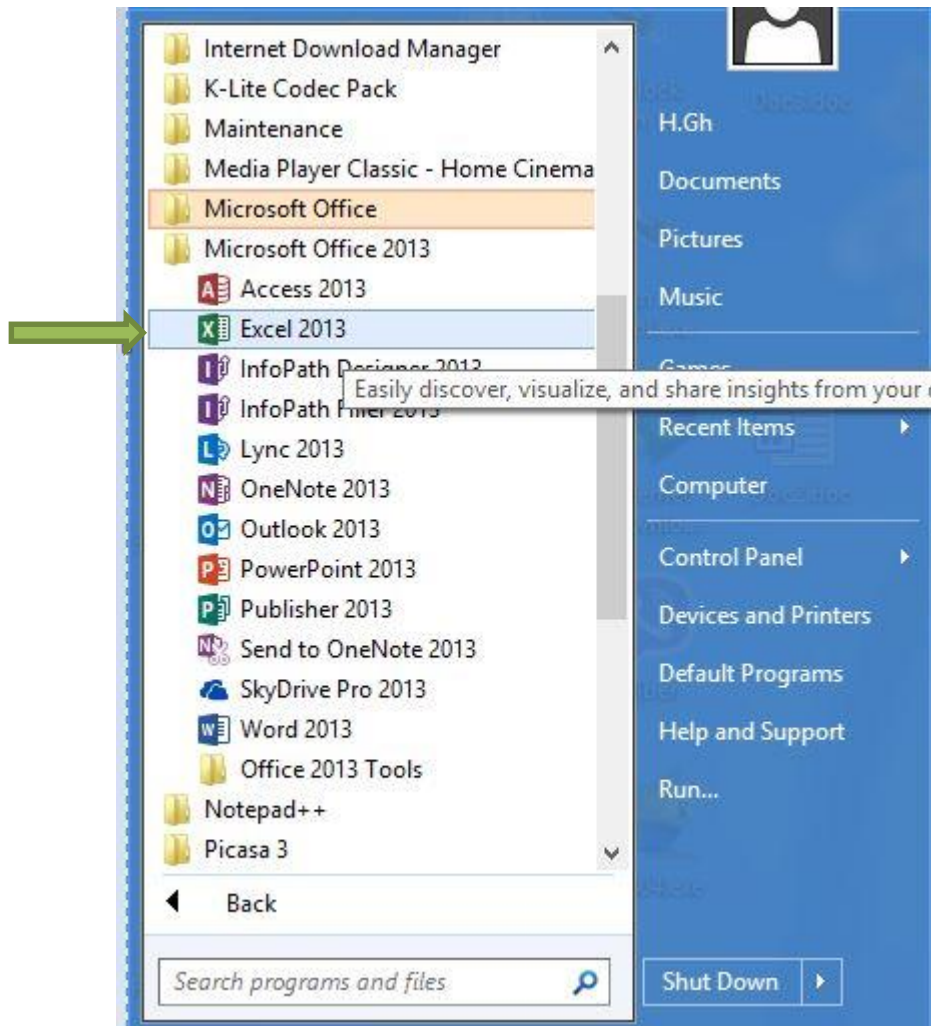 Internet Download Manager
K-Lite Codec Pack
Maintenance
Media Player Classic - Home Cinema
Microsoft Office
Microsoft Office 2013
Access 2013
Excel 2013
InfoPath Designer 2013
Easily discover, visualize, and share insights from your
InfoPath Filler 2013
Lync 2013
OneNote 2013
Outlook 2013
PowerPoint 2013
Publisher 2013
Send to OneNote 2013
SkyDrive Pro 2013
Word 2013
Office 2013 Tools
Notepad++
Picasa 3
Back
Search programs and files
H.Gh
Documents
Pictures
Music
Games
Recent Items
Computer
Control Panel
Devices and Printers
Default Programs
Help and Support
Run...
Shut Down